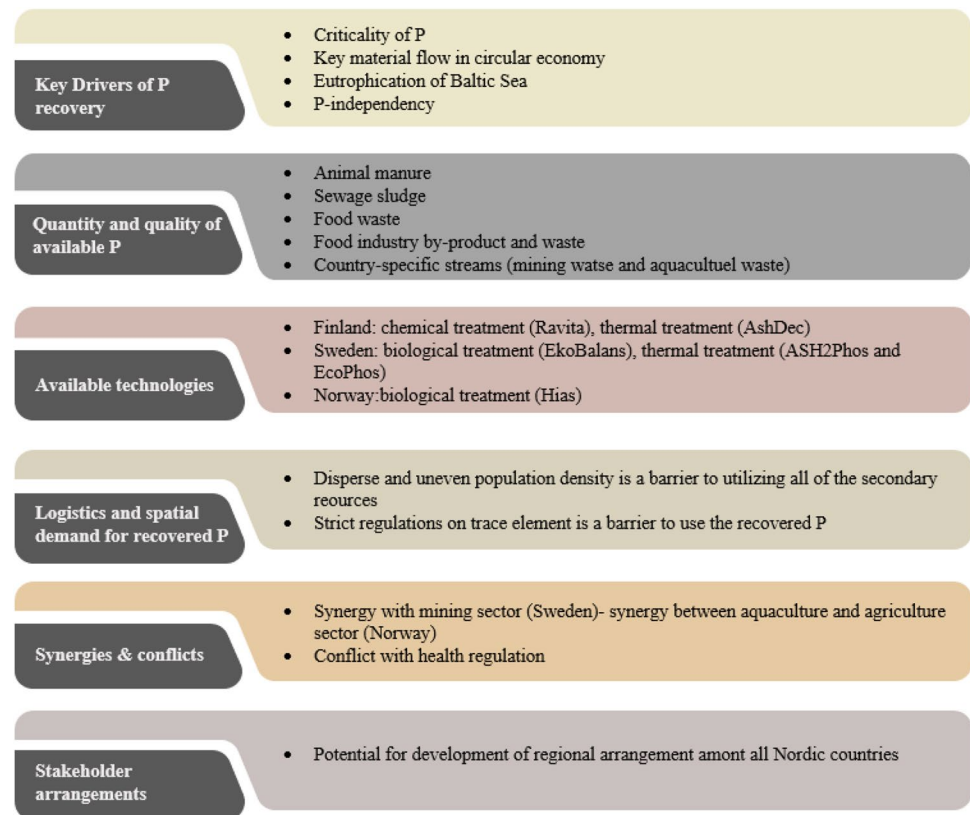 Key Drivers of P
recovery
• Criticality of P
• Key material flow in circular economy
• Eutrophication of Baltic Sea
• P-independency
Quantity and quality of
available P
• Animal manure
• Sewage sludge
• Food waste
• Food industry by-product and waste
• Country-specific streams (mining watse and aquacultuel waste)
Available technologies
• Finland: chemical treatment (Ravita), thermal treatment (AshDec)
• Sweden: biological treatment (EkoBalans), thermal treatment (ASH2Phos and
EcoPhos)
• Norway:biological treatment (Hias)
Logistics and spatial
demand for recovered P
• Disperse and uneven population density is a barrier to utilizing all of the secondary
reources
• Strict regulations on trace element is a barrier to use the recovered P
Synergies & conflicts
• Synergy with mining sector (Sweden)- synergy between aquaculture and agriculture
sector (Norway)
• Conflict with health regulation
Stakeholder
arrangements
• Potential for development of regional arrangement amont all Nordic countries